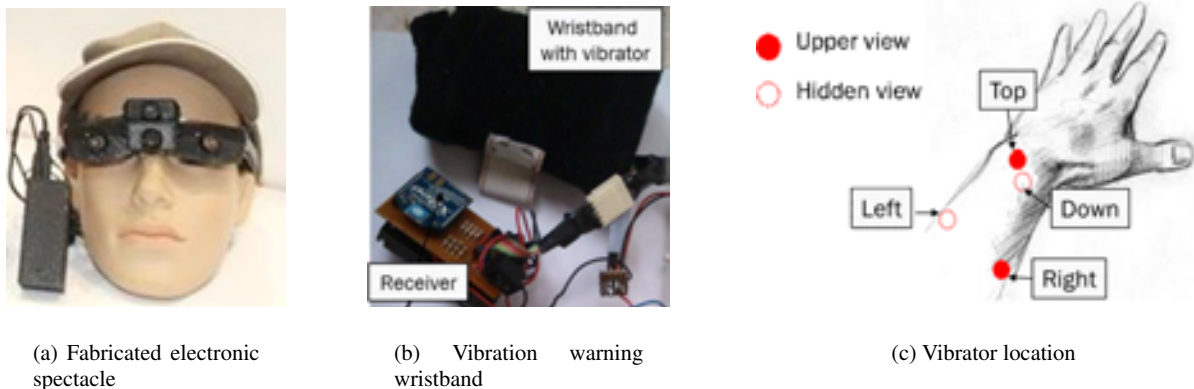 Wristband
with vibrator
Receiver
Upper view
Hidden view
Top
Left
Down
Right
(a) Fabricated electronic
spectacle
(b) Vibration warning
wristband
(c) Vibrator location